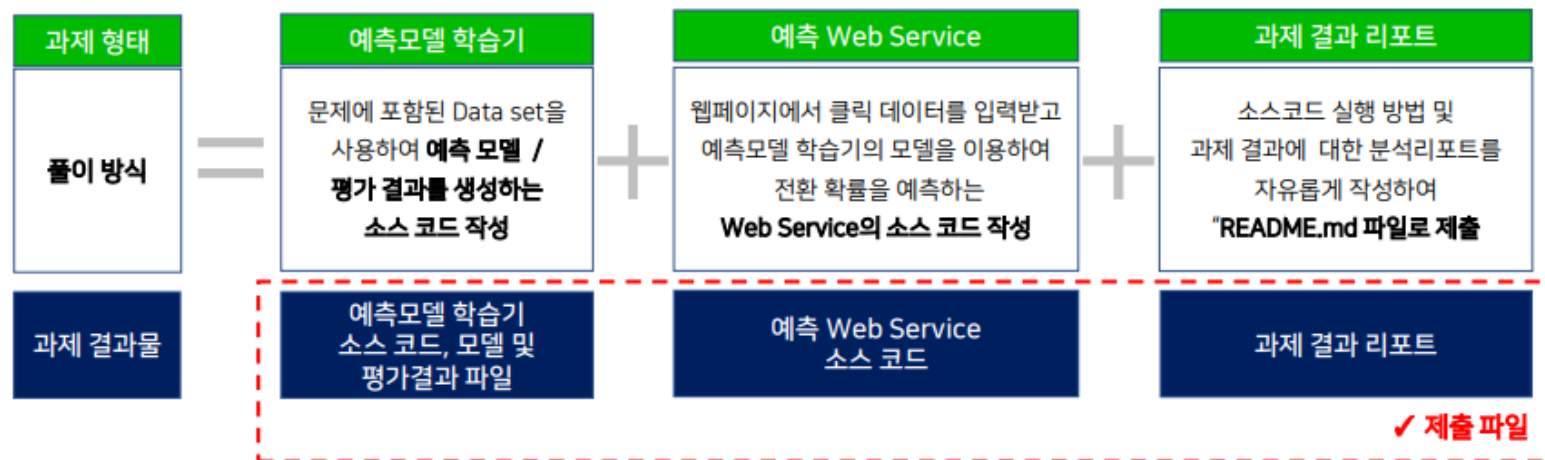 과제 형태
예측모델 학습기
예측 Web Service
과제 결과 리포트
풀이 방식
문제에 포함된 Data set을
사용하여 예측 모델 /
평가 결과를 생성하는
소스 코드 작성
웹페이지에서 클릭 데이터를 입력받고
예측모델 학습기의 모델을 이용하여
전환 확률을 예측하는
Web Service의 소스 코드 작성
소스코드 실행 방법 및
과제 결과에 대한 분석리포트를
자유롭게 작성하여
"README.md 파일로 제출
과제 결과물
예측모델 학습기
소스 코드, 모델 및
평가결과 파일
예측 Web Service
소스 코드
과제 결과 리포트
✓ 제출 파일